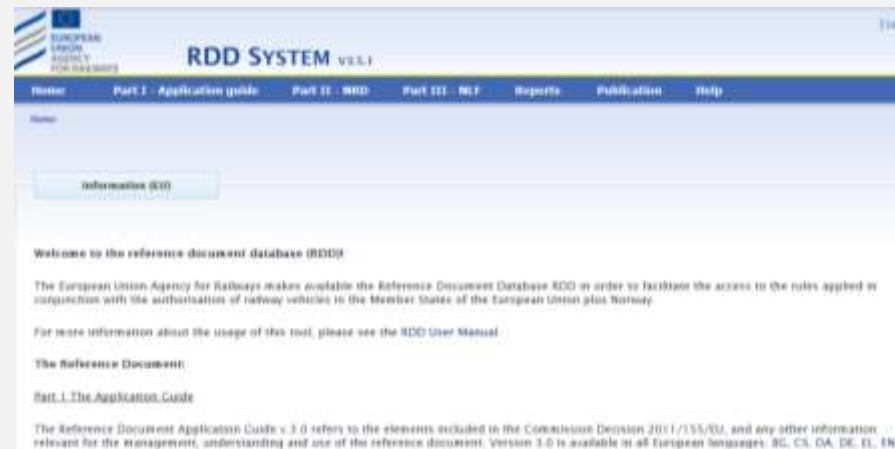 EUROPEAN
UNION
AGENCY
FOR RAILWAYS
RDD SYSTEM
Home Part I - Application guide Part II - NRD Part III - NLF Reports Publication Help
Home
Information (EU)
Welcome to the reference document database (RDD)!
The European Union Agency for Railways makes available the Reference Document Database RDD in order to facilitate the access to the rules applied in
conjunction with the authorisation of railway vehicles in the Member States of the European Union plus Norway.
For more information about the usage of this tool, please see the RDD User Manual
The Reference Document:
Part 1. The Application Guide
The Reference Document Application Guide v 3.0 refers to the elements included in the Commission Decision 2011/155/EU, and any other information
relevant for the management, understanding and use of the reference document. Version 3.0 is available in all European languages: BG, CS, DA, DE, EL, EN